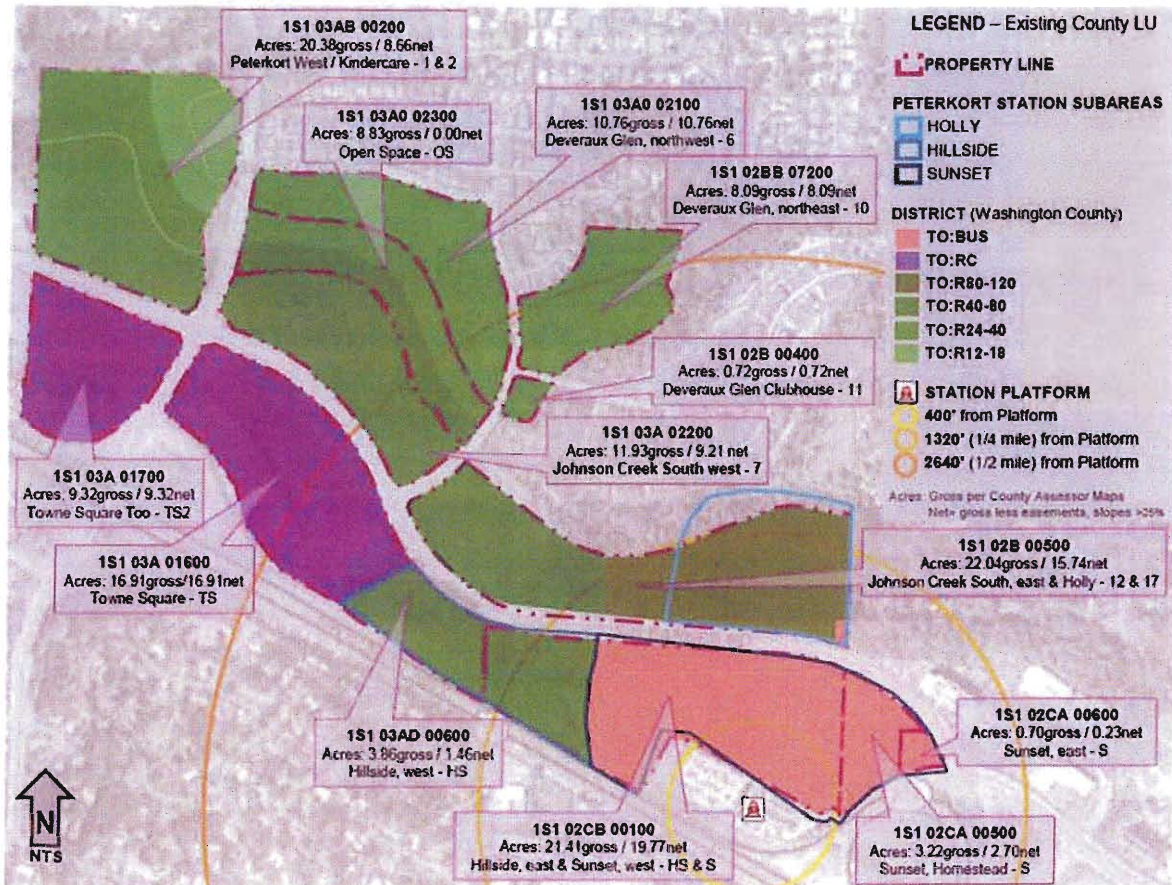 1S1 03AB 00200
Acres: 20.38gross / 8.66net
Peterkort West / Kindercare - 1 & 2
1S1 03A0 02300
Acres: 8.83gross / 0.00net
Open Space - OS
1S1 03A0 02100
Acres: 10.76gross / 10.76net
Deveraux Glen, northwest - 6
1S1 02BB 07200
Acres: 8.09gross / 8.09net
Deveraux Glen, northeast - 10
1S1 02B 00400
Acres: 0.72gross / 0.72net
Deveraux Glen Clubhouse - 11
1S1 03A 02200
Acres: 11.93gross / 9.21 net
Johnson Creek South west - 7
1S1 03A 01700
Acres: 9.32gross / 9.32net
Towne Square Too - TS2
1S1 03A 01600
Acres: 16.91gross/16.91net
Towne Square - TS
1S1 02B 00500
Acres: 22.04gross / 15.74net
Johnson Creek South, east & Holly - 12 & 17
1S1 03AD 00600
Acres: 3.86gross / 1.46net
Hillside, west - HS
1S1 02CB 00100
Acres: 21.41gross / 19.77net
Hillside, east & Sunset, west - HS & S
1S1 02CA 00600
Acres: 0.70gross / 0.23net
Sunset, east - S
1S1 02CA 00500
Acres: 3.22gross / 2.70net
Sunset, Homestead - S
N
NTS
LEGEND – Existing County LU
PROPERTY LINE
PETERKORT STATION SUBAREAS
HOLLY
HILLSIDE
SUNSET
DISTRICT (Washington County)
TO:BUS
TO:RC
TO:R80-120
TO:R40-80
TO:R24-40
TO:R12-18
STATION PLATFORM
400' from Platform
1320' (1/4 mile) from Platform
2640' (1/2 mile) from Platform
Acres: Gross per County Assessor Maps
Net= gross less easements, slopes >25%